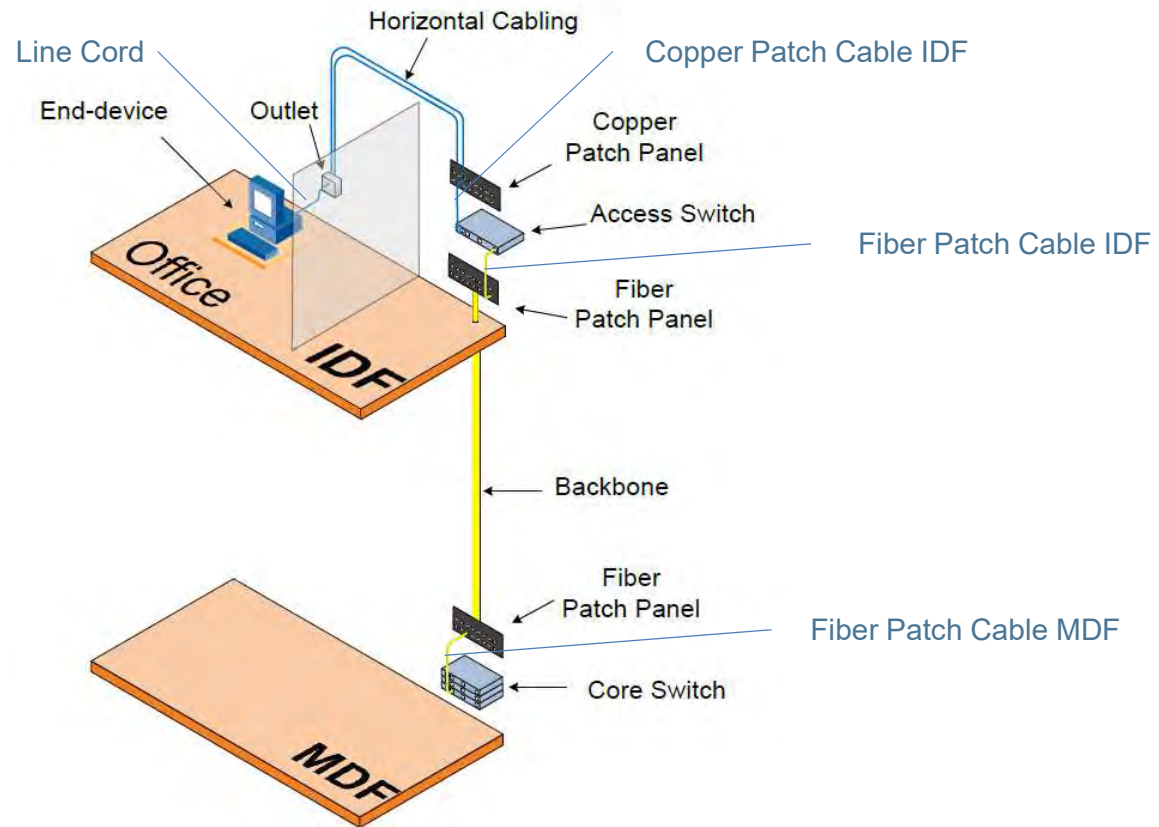 Horizontal Cabling
Line Cord
Copper Patch Cable IDF
End-device
Outlet
Copper
Patch Panel
Access Switch
Fiber Patch Cable IDF
Office
Fiber
Patch Panel
IDF
Backbone
Fiber
Patch Panel
Fiber Patch Cable MDF
Core Switch
MDF